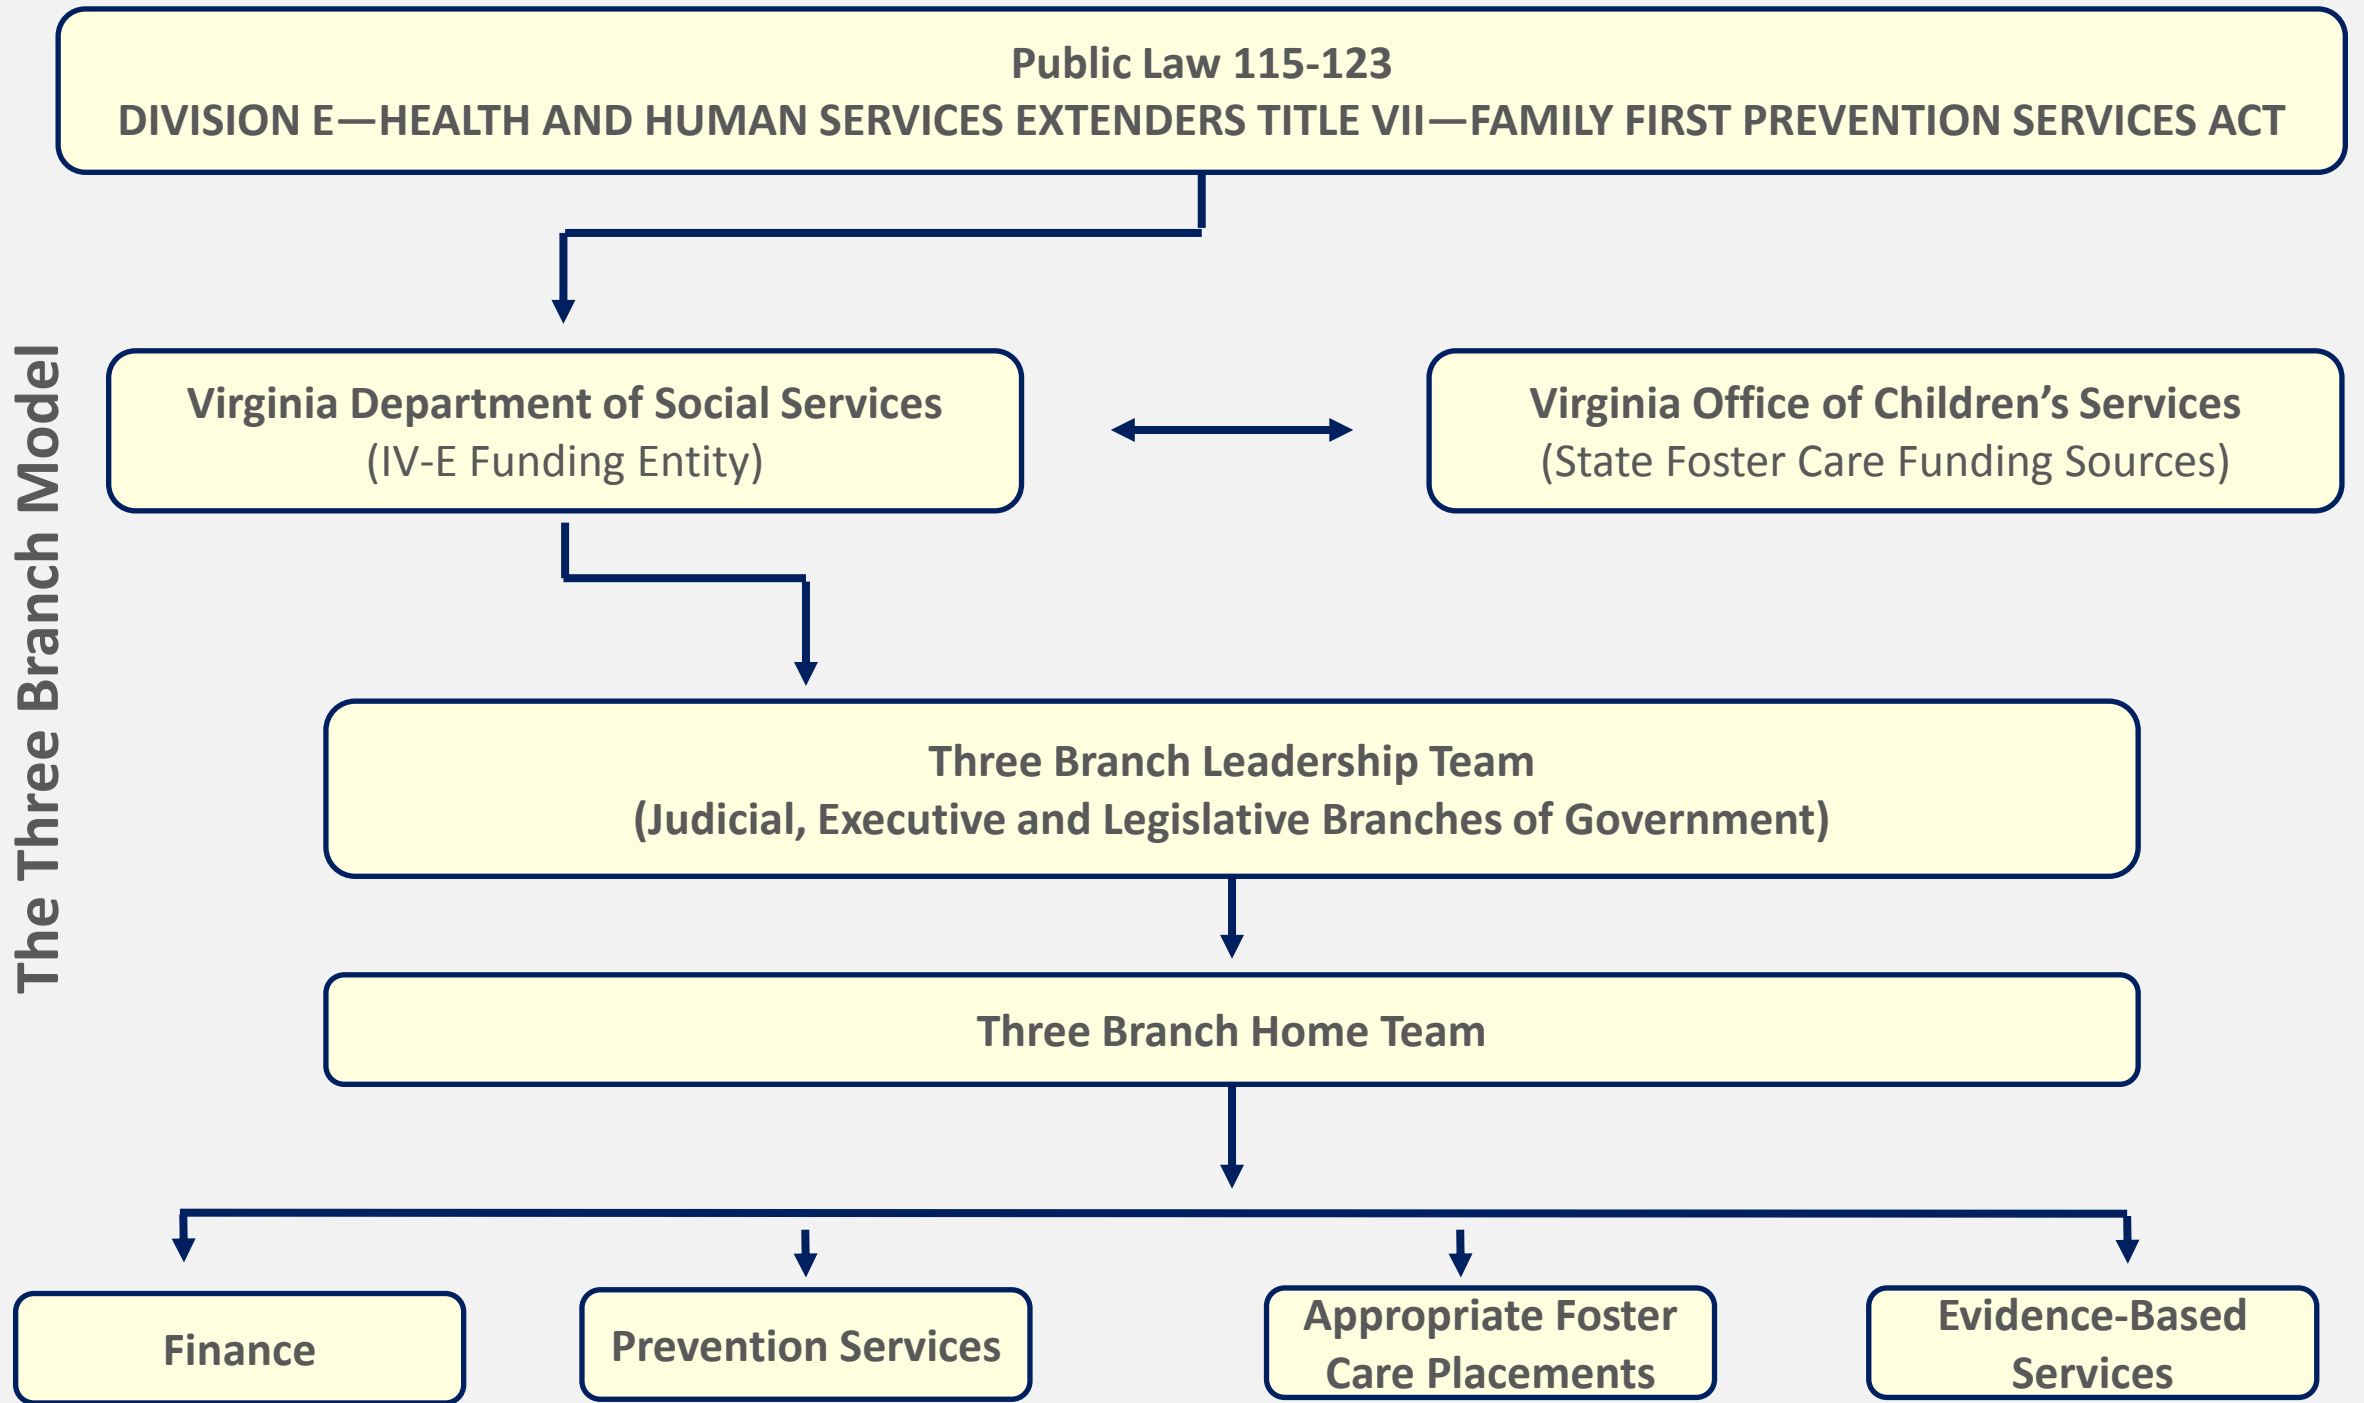 Public Law 115-123
DIVISION E—HEALTH AND HUMAN SERVICES EXTENDERS TITLE VII—FAMILY FIRST PREVENTION SERVICES ACT
The Three Branch Model
Virginia Department of Social Services
(IV-E Funding Entity)
Virginia Office of Children’s Services
(State Foster Care Funding Sources)
Three Branch Leadership Team
(Judicial, Executive and Legislative Branches of Government)
Three Branch Home Team
Finance
Prevention Services
Appropriate Foster
Care Placements
Evidence-Based
Services